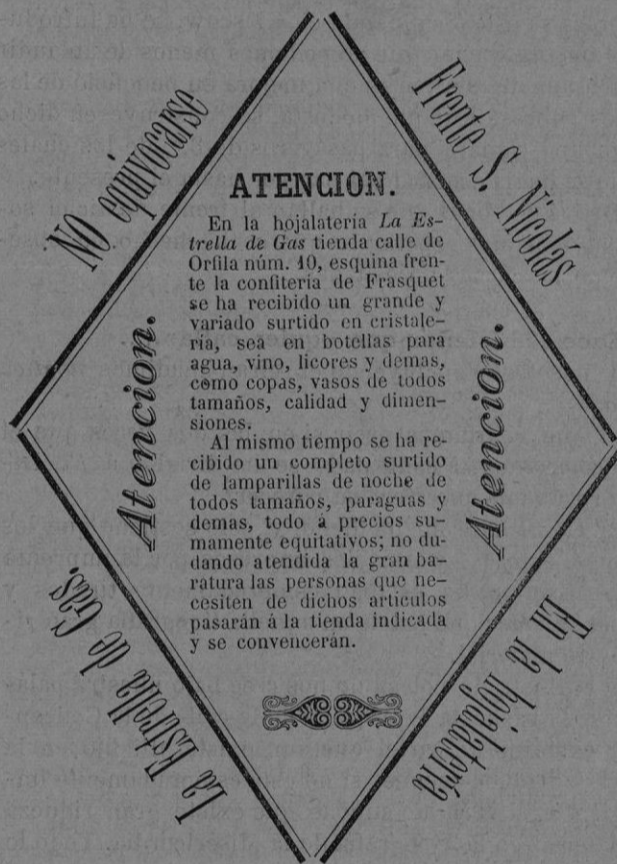 No equivocarse
Frente S. Nicolás
ATENCION.
En la hojalatería La Es-
trella de Gas tienda calle de
Orfila núm. 10, esquina fren-
te la confitería de Frasquet
se ha recibido un grande y
variado surtido en cristale-
ría, sea en botellas para
agua, vino, licores y demas,
como copas, vasos de todos
tamaños, calidad y dimen-
siones.
Al mismo tiempo se ha re-
cibido un completo surtido
de lamparillas de noche de
todos tamaños, paraguas y
demas, todo á precios su-
mamente equitativos; no du-
dando atendida la gran ba-
ratura las personas que ne-
cesiten de dichos artículos
pasarán á la tienda indicada
y se convencerán.
Atencion.
Atencion.
La Estrella de Gas.
En la hojalatería